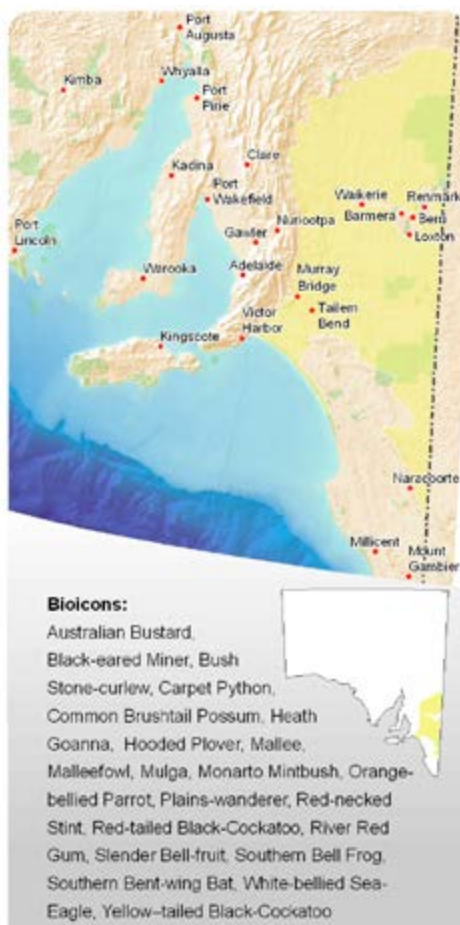 Port
Augusta
Kimba
Whyalla
Port
Pirie
Kadina
Clare
Port
Wakefield
Waikerie
Renmark
Barmera
Berri
Nuriootpa
Port
Lincoln
Gawler
Loxton
Warooka
Adelaide
Murray
Bridge
Victor
Harbor
Tailem
Bend
Kingscote
Naracoorte
Millicent
Mount
Gambier
Bioicons:
Australian Bustard,
Black-eared Miner, Bush
Stone-curlew, Carpet Python,
Common Brushtail Possum, Heath
Goanna, Hooded Plover, Mallee,
Malleefowl, Mulga, Monarto Mintbush, Orange-
bellied Parrot, Plains-wanderer, Red-necked
Stint, Red-tailed Black-Cockatoo, River Red
Gum, Slender Bell-fruit, Southern Bell Frog,
Southern Bent-wing Bat, White-bellied Sea-
Eagle, Yellow–tailed Black-Cockatoo